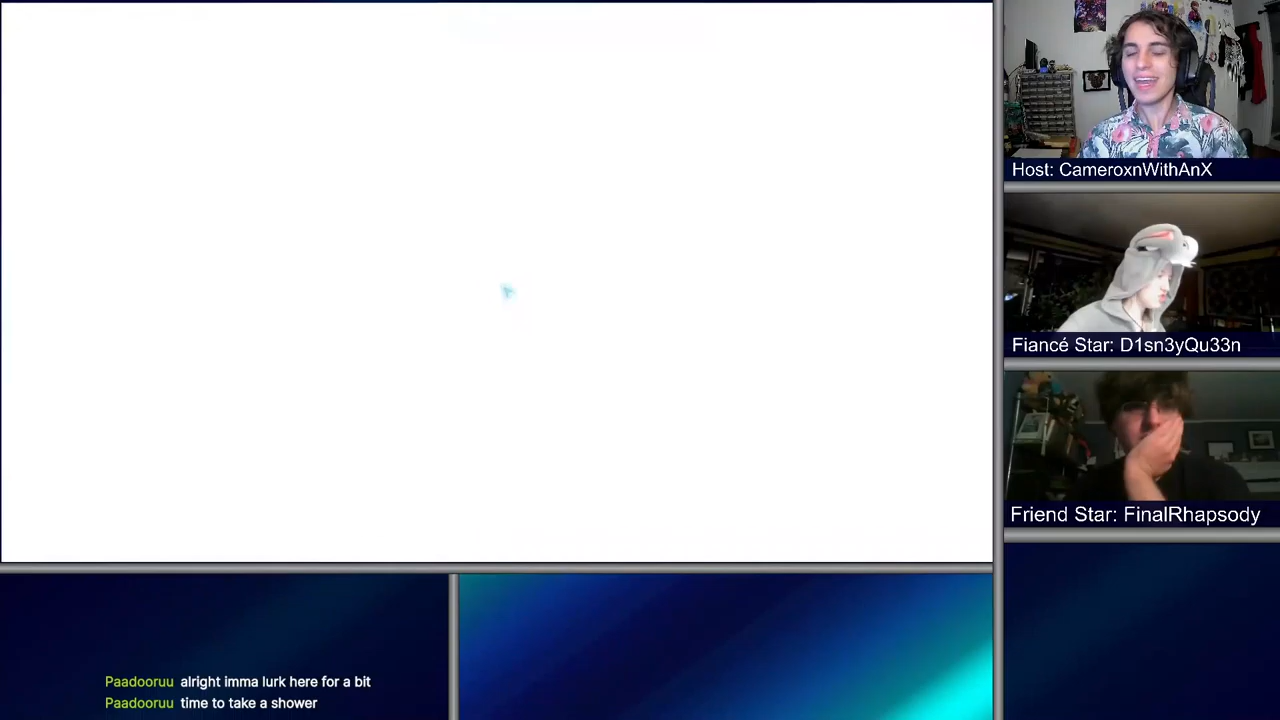 Host: CameroxnWithAnX
Fiancé Star: D1sn3yQu33n
Friend Star: FinalRhapsody
Paadooruu alright imma lurk here for a bit
Paadooruu time to take a shower